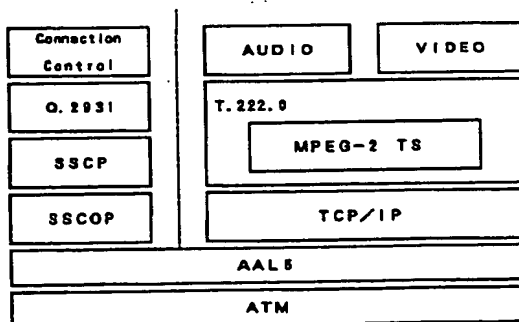 Connection
Control
Q.2931
SSCP
SSCOP
AUDIO
VIDEO
T.222.0
MPEG-2 TS
TCP/IP
AAL5
ATM